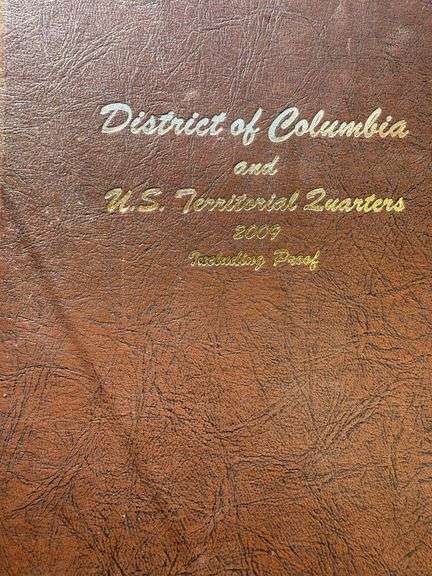 District of Columbia
and
U.S. Territorial Quarters
2009
Including Proof